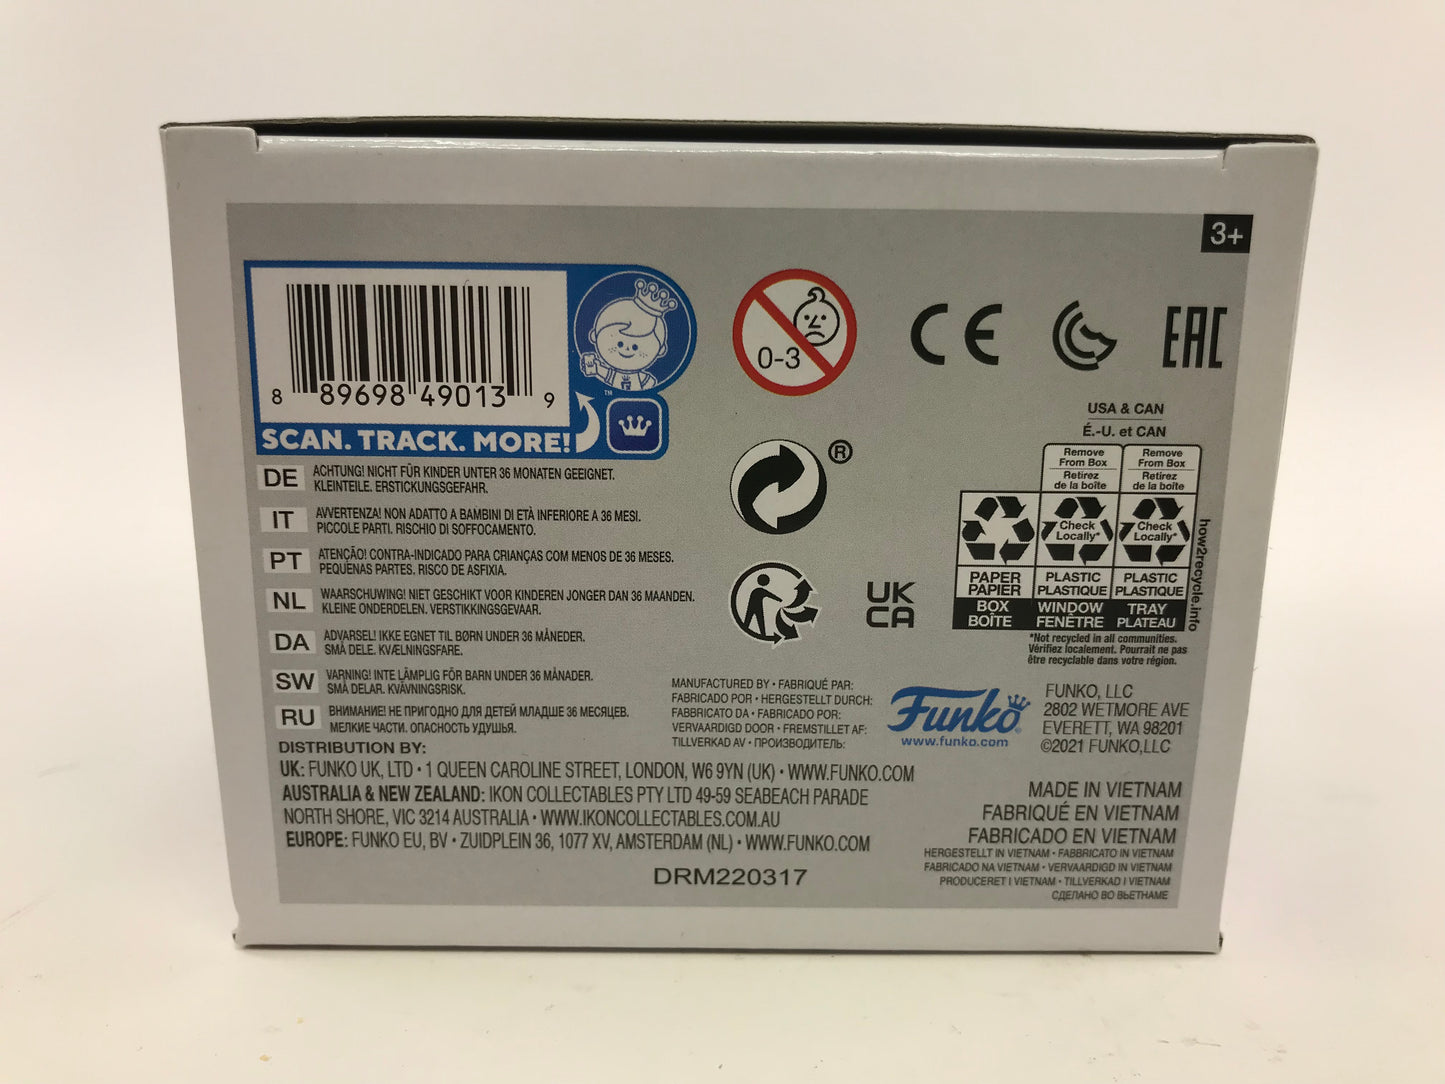 3+
8 89698 49013 9
SCAN. TRACK. MORE!
™
0-3
CE
EAC
®
UK
CA
USA & CAN
É.-U. et CAN
Remove From Box
Retirez de la boîte
Remove From Box
Retirez de la boîte
Check Locally*
Check Locally*
PAPER PAPIER
PLASTIC PLASTIQUE
PLASTIC PLASTIQUE
BOX BOÎTE
WINDOW FENÊTRE
TRAY PLATEAU
how2recycle.info
*Not recycled in all communities.
Vérifiez localement. Pourrait ne pas
être recyclable dans votre région.
DE ACHTUNG! NICHT FÜR KINDER UNTER 36 MONATEN GEEIGNET.
KLEINTEILE. ERSTICKUNGSGEFAHR.
IT AVVERTENZA! NON ADATTO A BAMBINI DI ETÀ INFERIORE A 36 MESI.
PICCOLE PARTI. RISCHIO DI SOFFOCAMENTO.
PT ATENÇÃO! CONTRA-INDICADO PARA CRIANÇAS COM MENOS DE 36 MESES.
PEQUENAS PARTES. RISCO DE ASFIXIA.
NL WAARSCHUWING! NIET GESCHIKT VOOR KINDEREN JONGER DAN 36 MAANDEN.
KLEINE ONDERDELEN. VERSTIKKINGSGEVAAR.
DA ADVARSEL! IKKE EGNET TIL BØRN UNDER 36 MÅNEDER.
SMÅ DELE. KVÆLNINGSFARE.
SW VARNING! INTE LÄMPLIG FÖR BARN UNDER 36 MÅNADER.
SMÅ DELAR. KVÄVNINGSRISK.
RU ВНИМАНИЕ! НЕ ПРИГОДНО ДЛЯ ДЕТЕЙ МЛАДШЕ 36 МЕСЯЦЕВ.
МЕЛКИЕ ЧАСТИ. ОПАСНОСТЬ УДУШЬЯ.
MANUFACTURED BY • FABRIQUÉ PAR:
FABRICADO POR • HERGESTELLT DURCH:
FABBRICATO DA • FABRICADO POR:
VERVAARDIGD DOOR • FREMSTILLET AF:
TILLVERKAD AV • ПРОИЗВОДИТЕЛЬ:
Funko®
www.funko.com
FUNKO, LLC
2802 WETMORE AVE
EVERETT, WA 98201
©2021 FUNKO,LLC
DISTRIBUTION BY:
UK: FUNKO UK, LTD • 1 QUEEN CAROLINE STREET, LONDON, W6 9YN (UK) • WWW.FUNKO.COM
AUSTRALIA & NEW ZEALAND: IKON COLLECTABLES PTY LTD 49-59 SEABEACH PARADE
NORTH SHORE, VIC 3214 AUSTRALIA • WWW.IKONCOLLECTABLES.COM.AU
EUROPE: FUNKO EU, BV • ZUIDPLEIN 36, 1077 XV, AMSTERDAM (NL) • WWW.FUNKO.COM
DRM220317
MADE IN VIETNAM
FABRIQUÉ EN VIETNAM
FABRICADO EN VIETNAM
HERGESTELLT IN VIETNAM • FABBRICATO IN VIETNAM
FABRICADO NA VIETNAM • VERVAARDIGD IN VIETNAM
PRODUCERET I VIETNAM • TILLVERKAD I VIETNAM
СДЕЛАНО ВО ВЬЕТНАМЕ